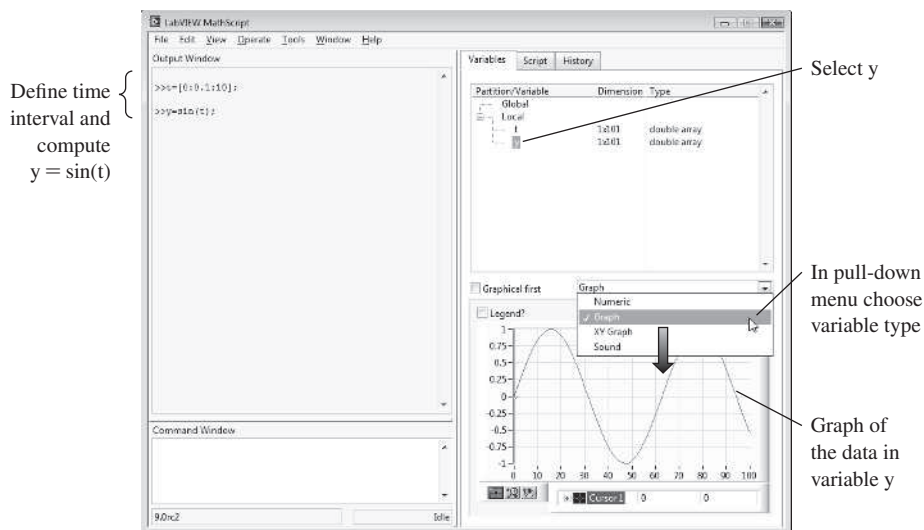 LabVIEW MathScript
File Edit View Operate Tools Window Help
Output Window
>>t=[0:0.1:10];
>>y=sin(t);
Command Window
9.0rc2
Idle
Variables Script History
Partition/Variable Dimension Type
Global
Local
t 1x101 double array
y 1x101 double array
Graphical first
Graph
Numeric
Graph
XY Graph
Sound
Legend?
1
0.75
0.5
0.25
0
-0.25
-0.5
-0.75
-1
0 10 20 30 40 50 60 70 80 90 100
Cursor 1 0 0
Define time
interval and
compute
y = sin(t)
Select y
In pull-down
menu choose
variable type
Graph of
the data in
variable y